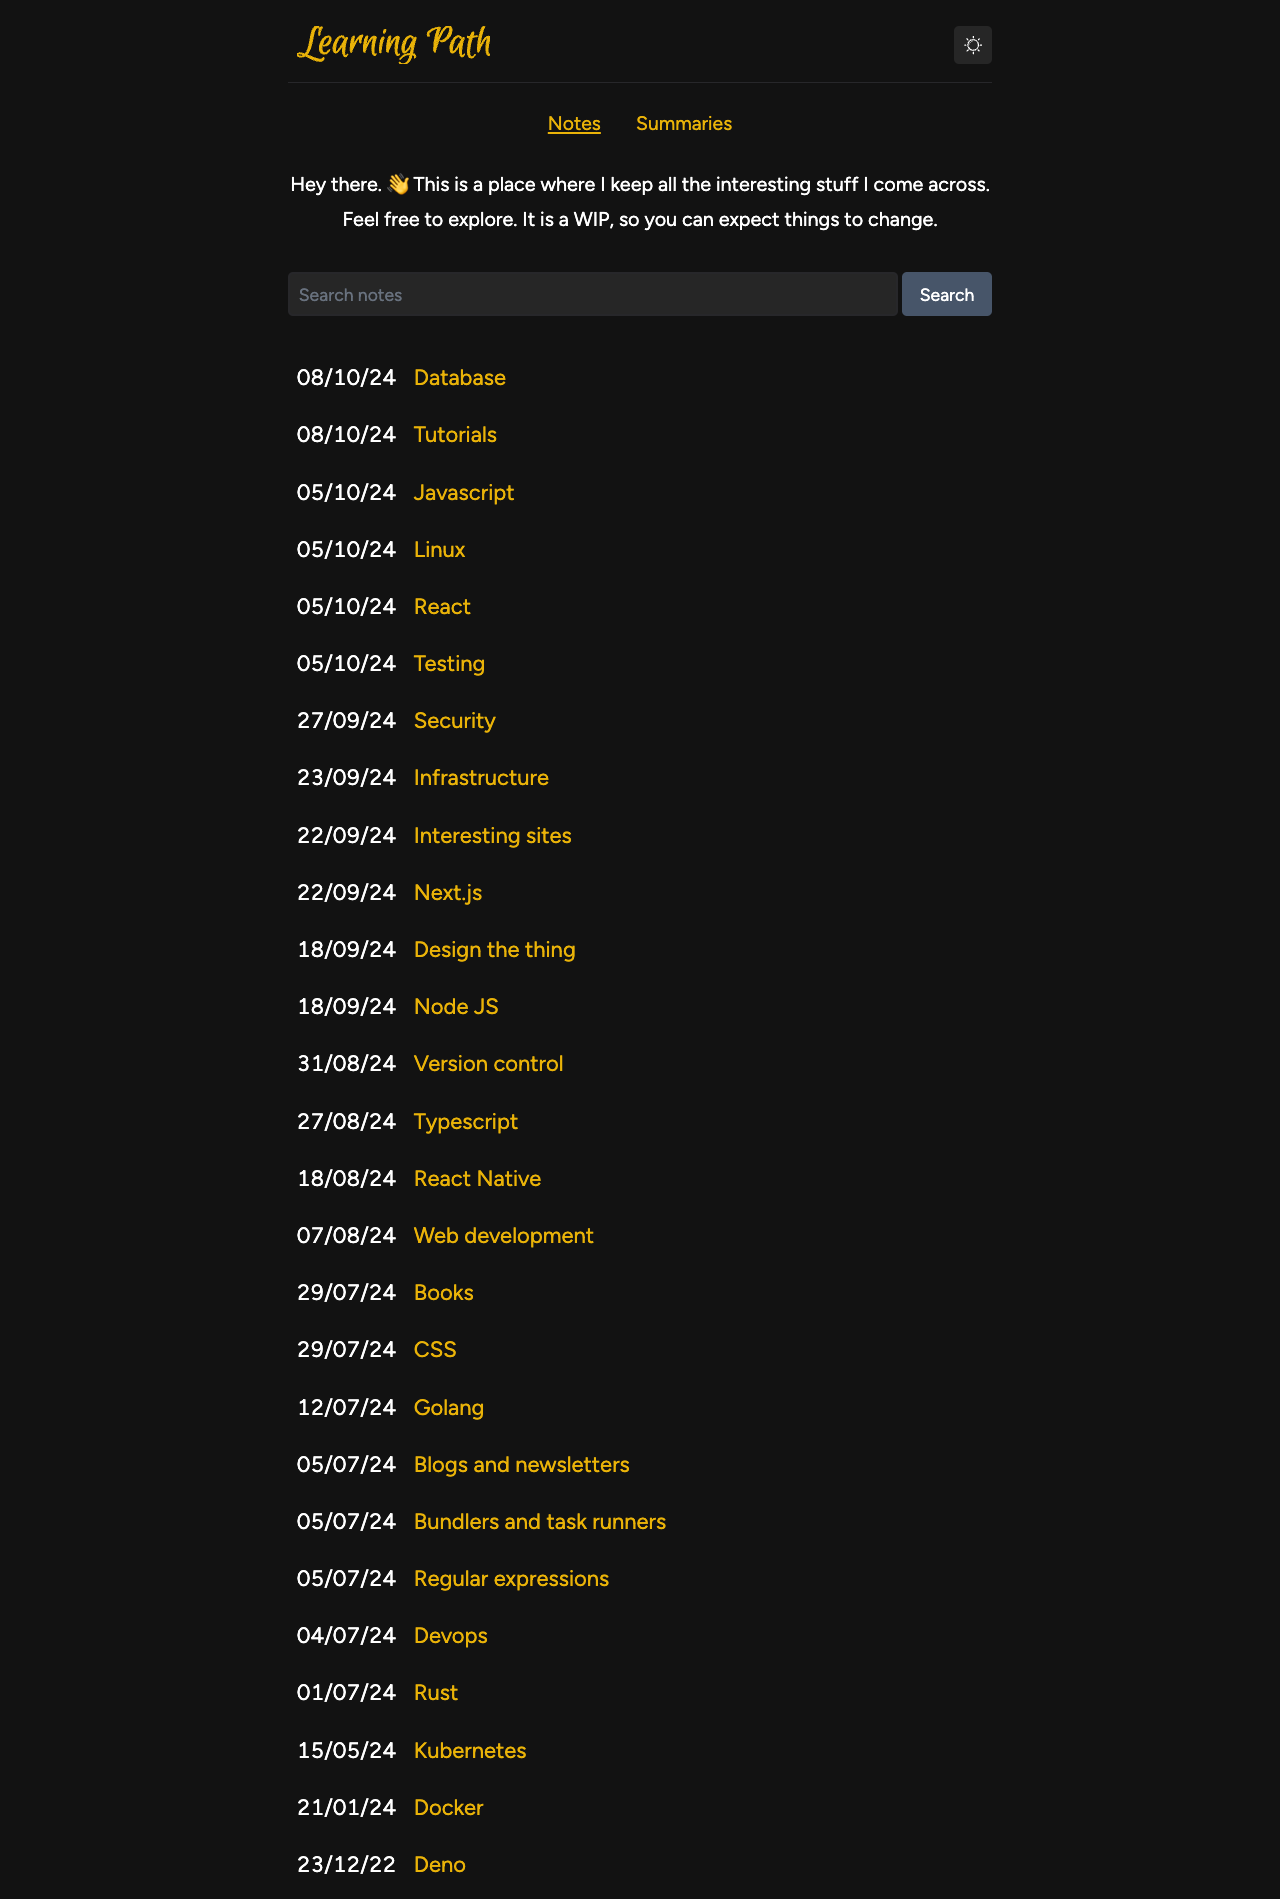 Learning Path
Notes Summaries
Hey there. 👋 This is a place where I keep all the interesting stuff I come across.
Feel free to explore. It is a WIP, so you can expect things to change.
Search notes Search
08/10/24 Database
08/10/24 Tutorials
05/10/24 Javascript
05/10/24 Linux
05/10/24 React
05/10/24 Testing
27/09/24 Security
23/09/24 Infrastructure
22/09/24 Interesting sites
22/09/24 Next.js
18/09/24 Design the thing
18/09/24 Node JS
31/08/24 Version control
27/08/24 Typescript
18/08/24 React Native
07/08/24 Web development
29/07/24 Books
29/07/24 CSS
12/07/24 Golang
05/07/24 Blogs and newsletters
05/07/24 Bundlers and task runners
05/07/24 Regular expressions
04/07/24 Devops
01/07/24 Rust
15/05/24 Kubernetes
21/01/24 Docker
23/12/22 Deno